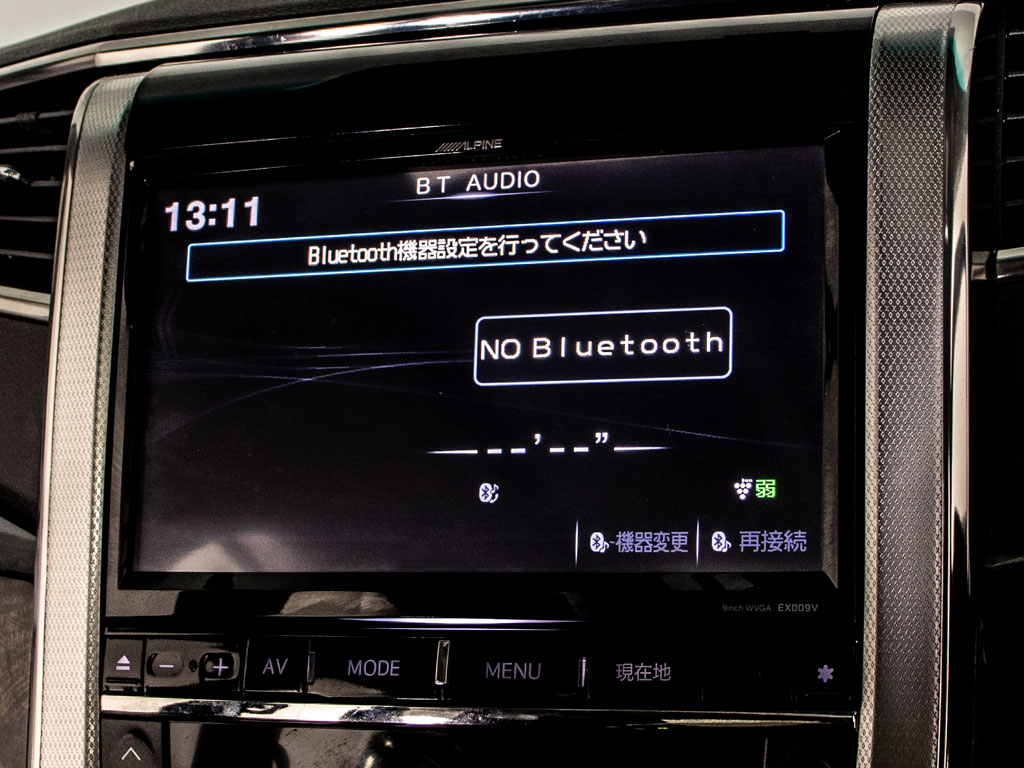 ALPINE
BT AUDIO
13:11
Bluetooth機器設定を行ってください
NO Bluetooth
--'--"
弱
機器変更 再接続
9inch WVGA EX009V
AV MODE MENU 現在地